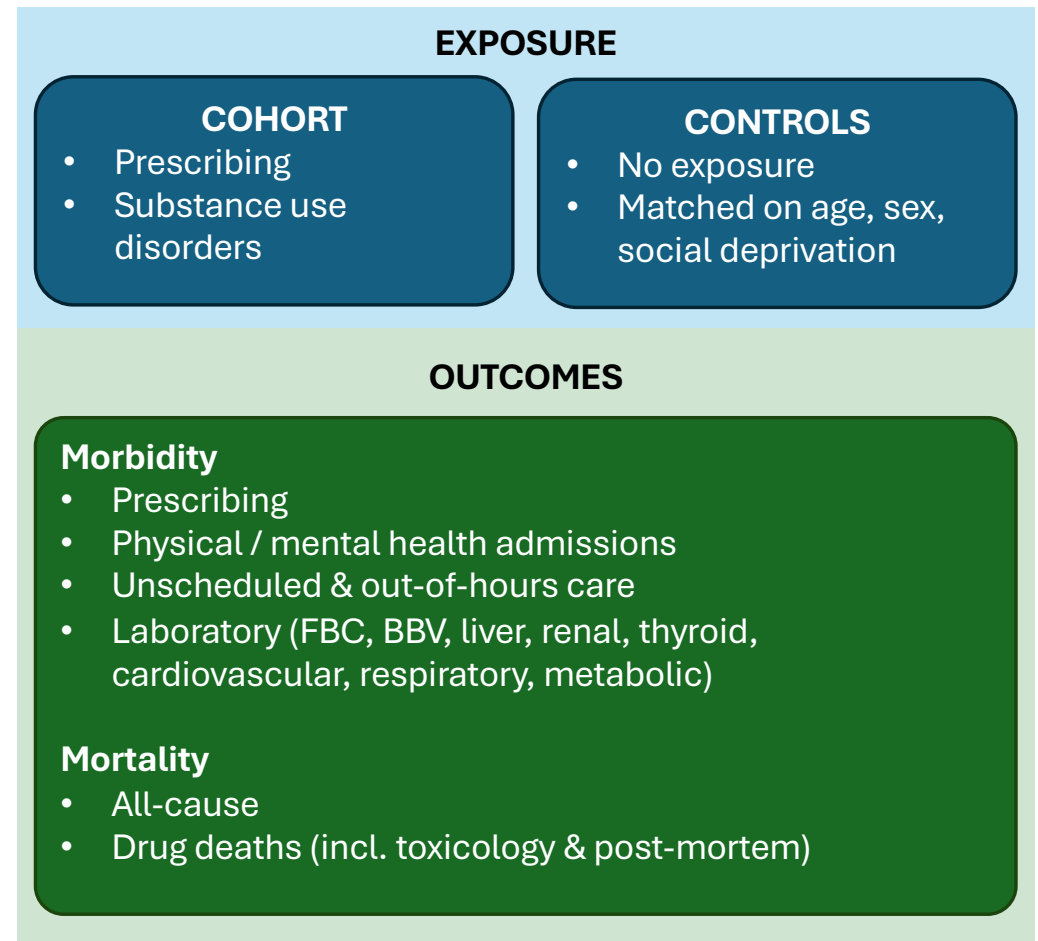 EXPOSURE
COHORT
• Prescribing
• Substance use
disorders
CONTROLS
• No exposure
• Matched on age, sex,
social deprivation
OUTCOMES
Morbidity
• Prescribing
• Physical / mental health admissions
• Unscheduled & out-of-hours care
• Laboratory (FBC, BBV, liver, renal, thyroid,
cardiovascular, respiratory, metabolic)
Mortality
• All-cause
• Drug deaths (incl. toxicology & post-mortem)